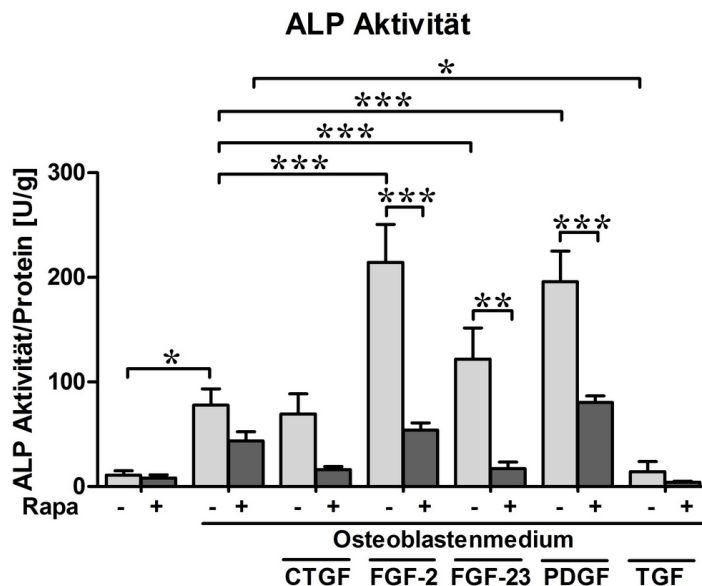 ALP Aktivität
*
***
***
***
*** ***
**
*
ALP Aktivität/Protein [U/g]
300
200
100
0
Rapa - + - + - + - + - + - + - +
Osteoblastenmedium
CTGF FGF-2 FGF-23 PDGF TGF